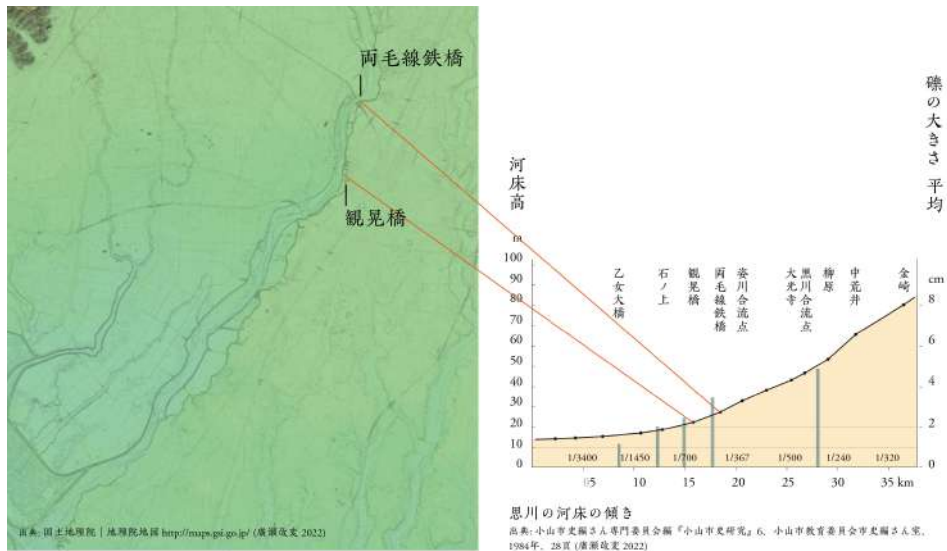 両毛線鉄橋
観晃橋
出典: 国土地理院｜地理院地図 http://maps.gsi.go.jp/ (廣瀬改変 2022)
河床高
m
礫の大きさ 平均
cm
100
90
80
70
60
50
40
30
20
10
0
乙女大橋
石ノ上
観晃橋
両毛線鉄橋
姿川合流点
大光寺
黒川合流点
柳原
中荒井
金崎
8
6
4
2
0
1/3400 1/1450 1/700 1/367 1/500 1/240 1/320
05 10 15 20 25 30 35 km
思川の河床の傾き
出典: 小山市史編さん専門委員会編『小山市史研究』6、小山市教育委員会市史編さん室、
1984年、28頁 (廣瀬改変 2022)